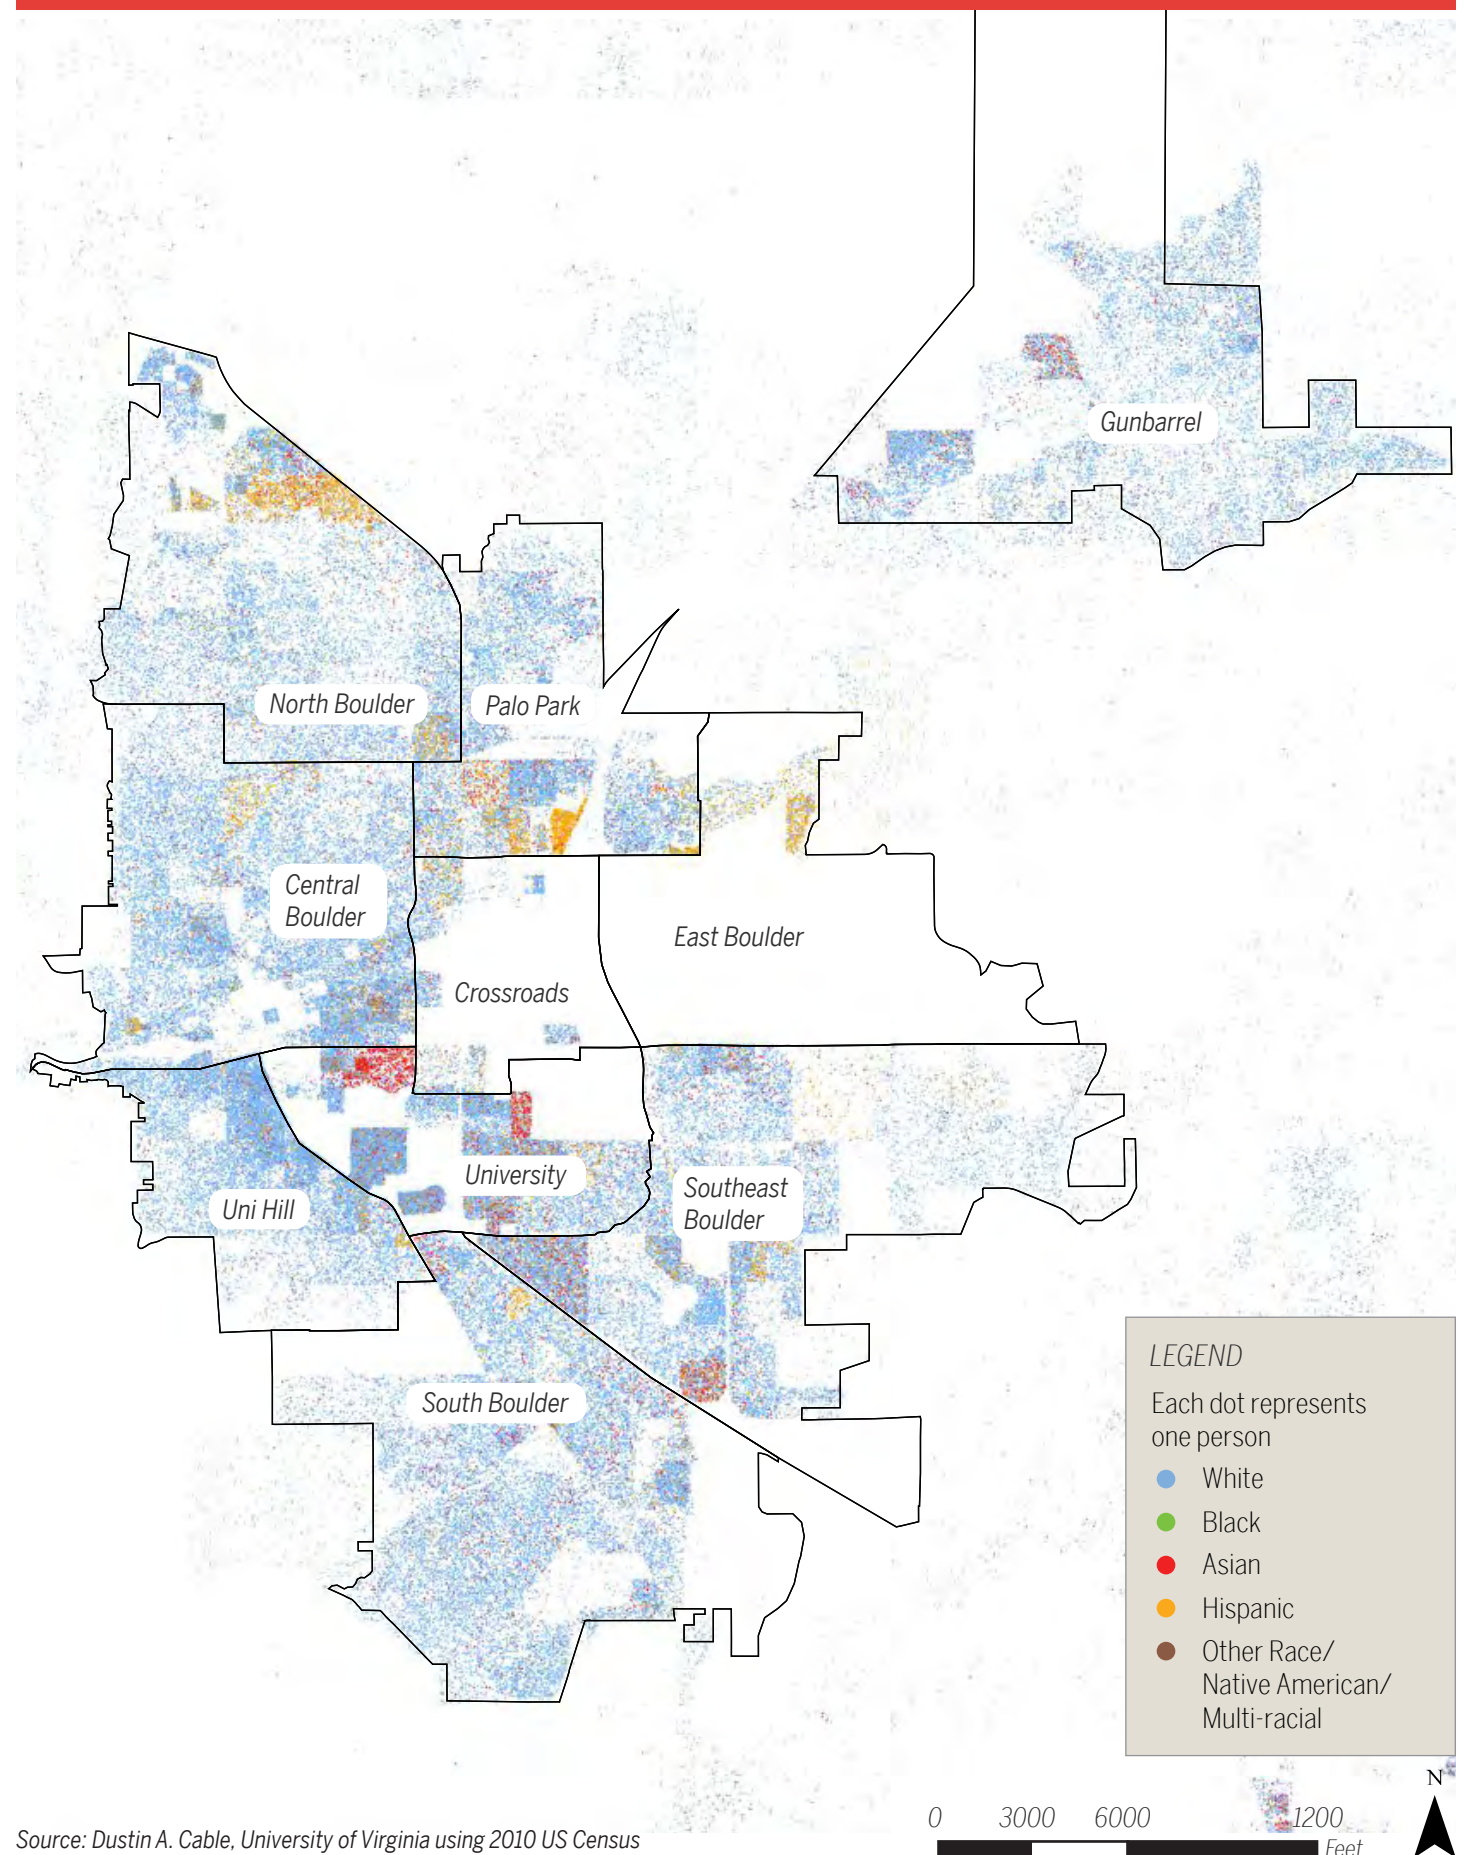 Gunbarrel
North Boulder
Palo Park
Central
Boulder
East Boulder
Crossroads
University
Uni Hill
Southeast
Boulder
South Boulder
LEGEND
Each dot represents
one person
White
Black
Asian
Hispanic
Other Race/
Native American/
Multi-racial
N
0 3000 6000 1200
Feet
Source: Dustin A. Cable, University of Virginia using 2010 US Census